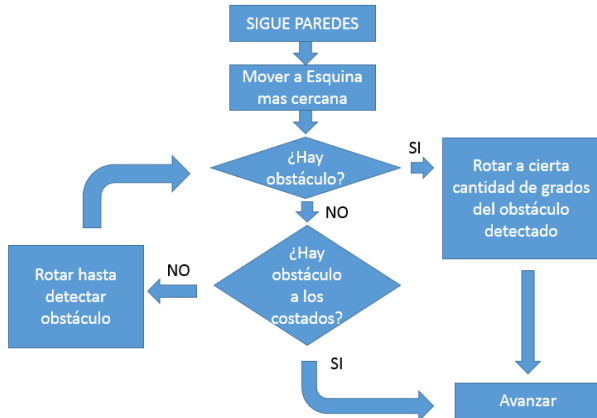 SIGUE PAREDES
Mover a Esquina
mas cercana
¿Hay
obstáculo?
SI
Rotar a cierta
cantidad de grados
del obstáculo
detectado
NO
¿Hay
obstáculo
a los
costados?
NO
Rotar hasta
detectar
obstáculo
SI
Avanzar